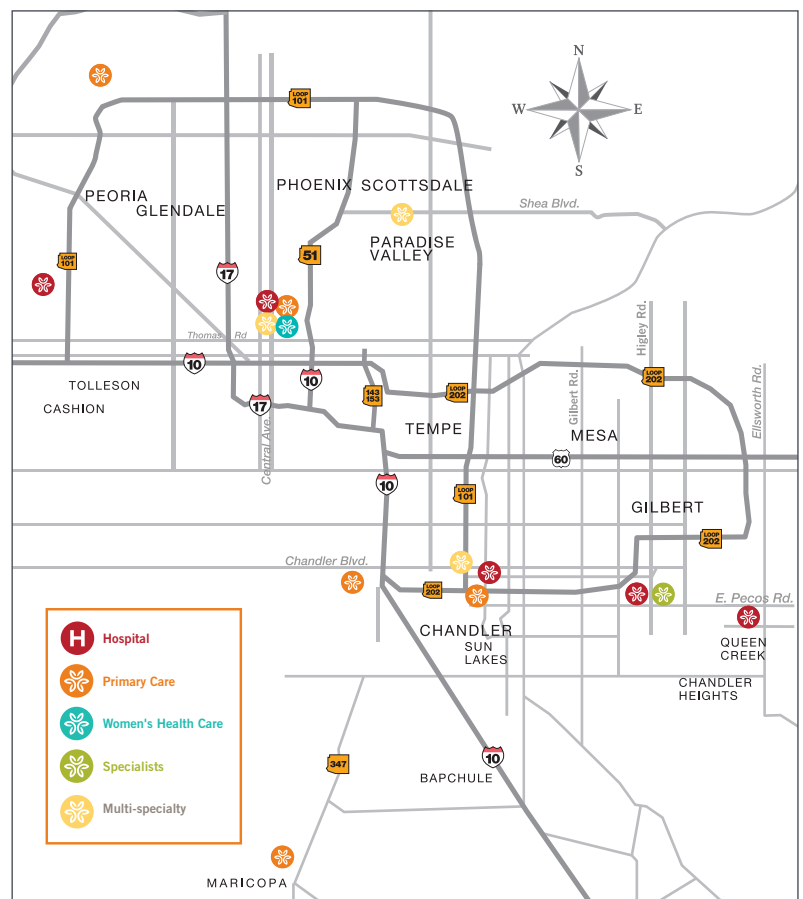 N
W E
S
LOOP
101
PEORIA
GLENDALE
PHOENIX
SCOTTSDALE
Shea Blvd.
PARADISE
VALLEY
51
LOOP
101
17
Thomas Rd
Higley Rd.
10
10
TOLLESON
CASHION
17
143
153
LOOP
202
LOOP
202
Gilbert Rd.
Ellsworth Rd.
Central Ave.
TEMPE
MESA
60
10
LOOP
101
GILBERT
LOOP
202
Chandler Blvd.
LOOP
202
E. Pecos Rd.
CHANDLER
SUN
LAKES
QUEEN
CREEK
CHANDLER
HEIGHTS
H Hospital
Primary Care
Women's Health Care
Specialists
Multi-specialty
347
10
BAPCHULE
MARICOPA